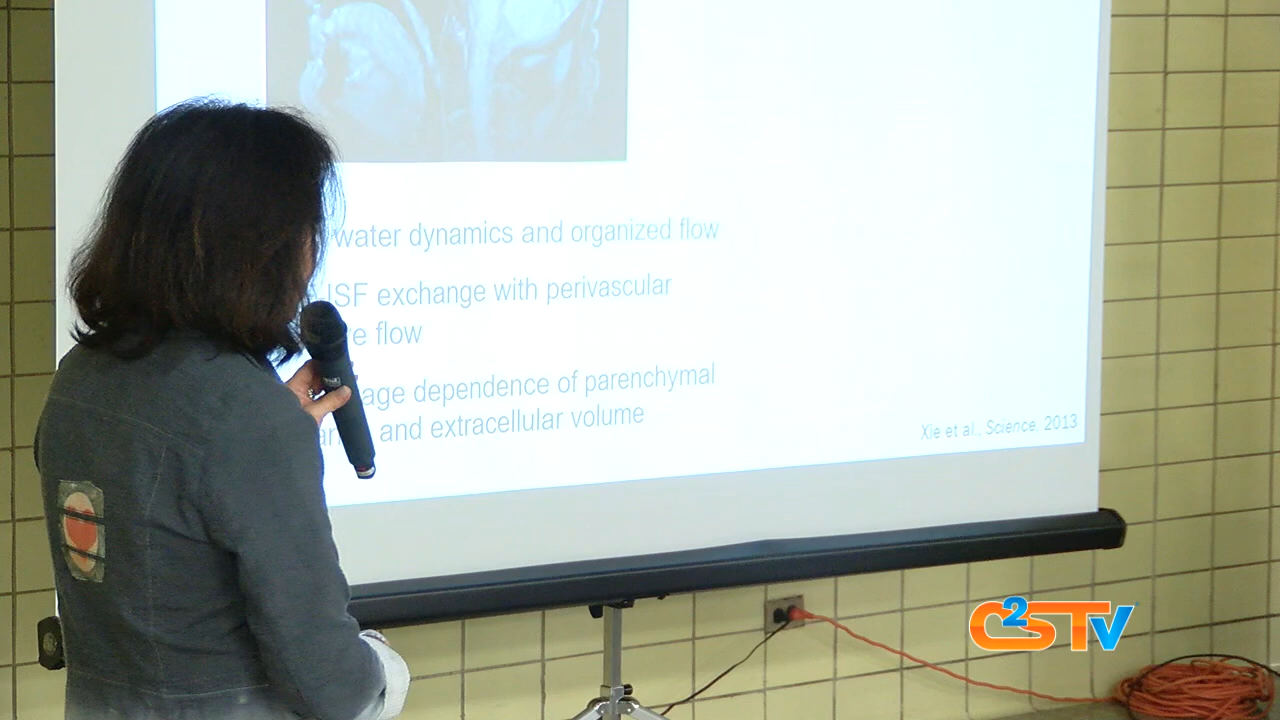 water dynamics and organized flow
ISF exchange with perivascular
flow
age dependence of parenchymal
and extracellular volume
Xie et al., Science, 2013
C2STV